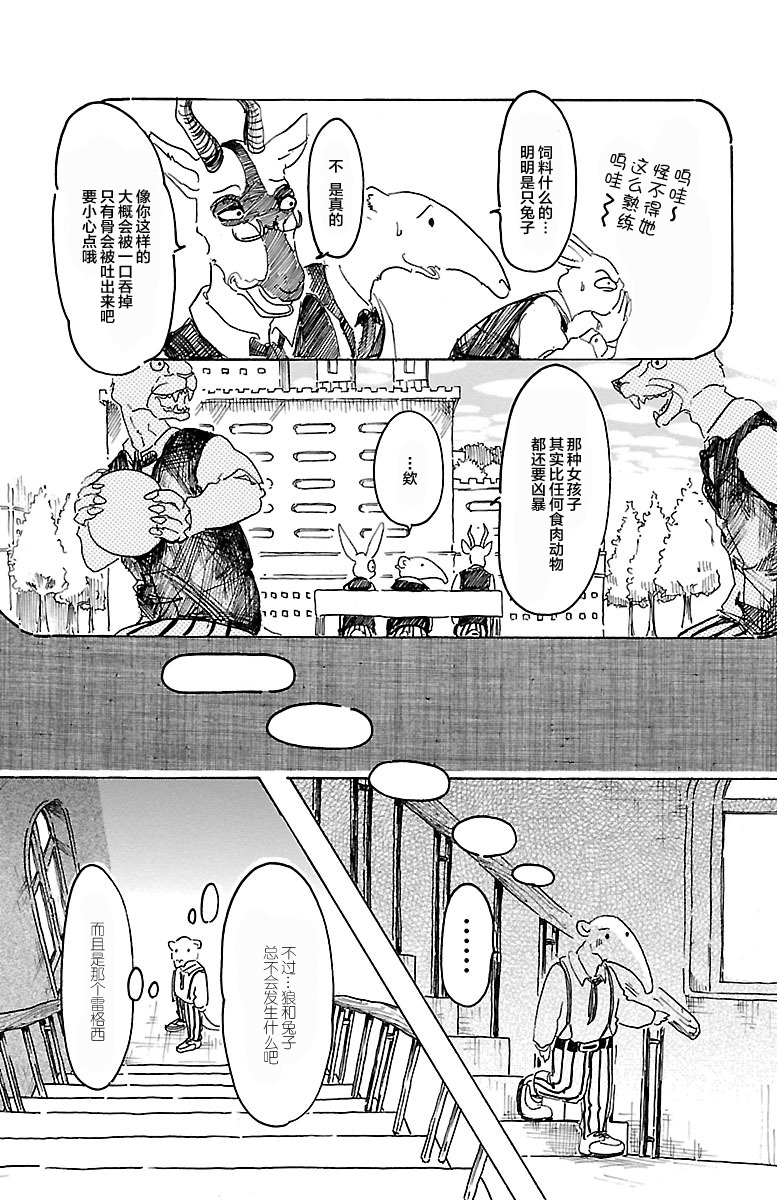 呜哇~
怪不得她
这么熟练
呜哇~
饲料什么的…
明明是只兔子
不 是真的
像你这样的
大概会被一口吞掉
只有骨会被吐出来吧
要小心点哦
那种女孩子
其实比任何食肉动物
都还要凶暴
…欸
……
不过…狼和兔子
总不会发生什么吧
而且是那个雷格西